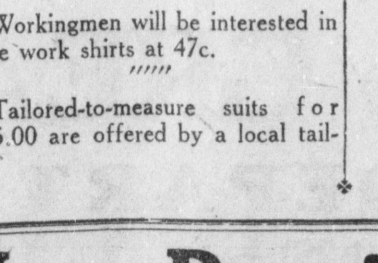 Workingmen will be interested in
e work shirts at 47c.
Tailored-to-measure suits for
5.00 are offered by a local tail-